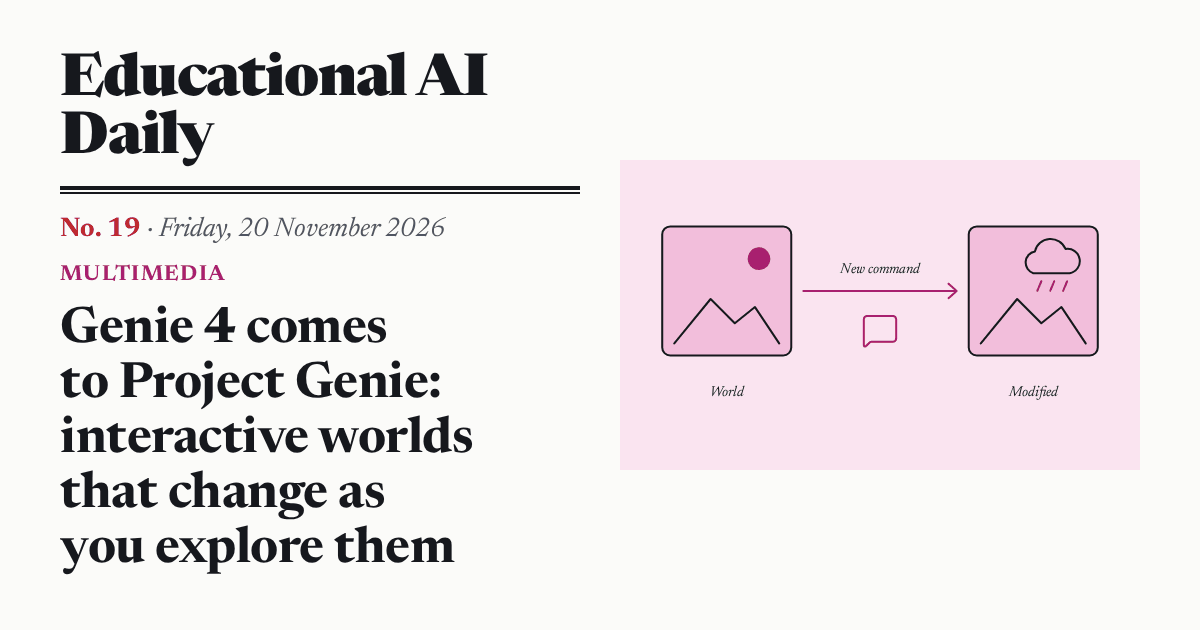 Educational AI
Daily
No. 19 · Friday, 20 November 2026
MULTIMEDIA
Genie 4 comes
to Project Genie:
interactive worlds
that change as
you explore them
New command
World
Modified